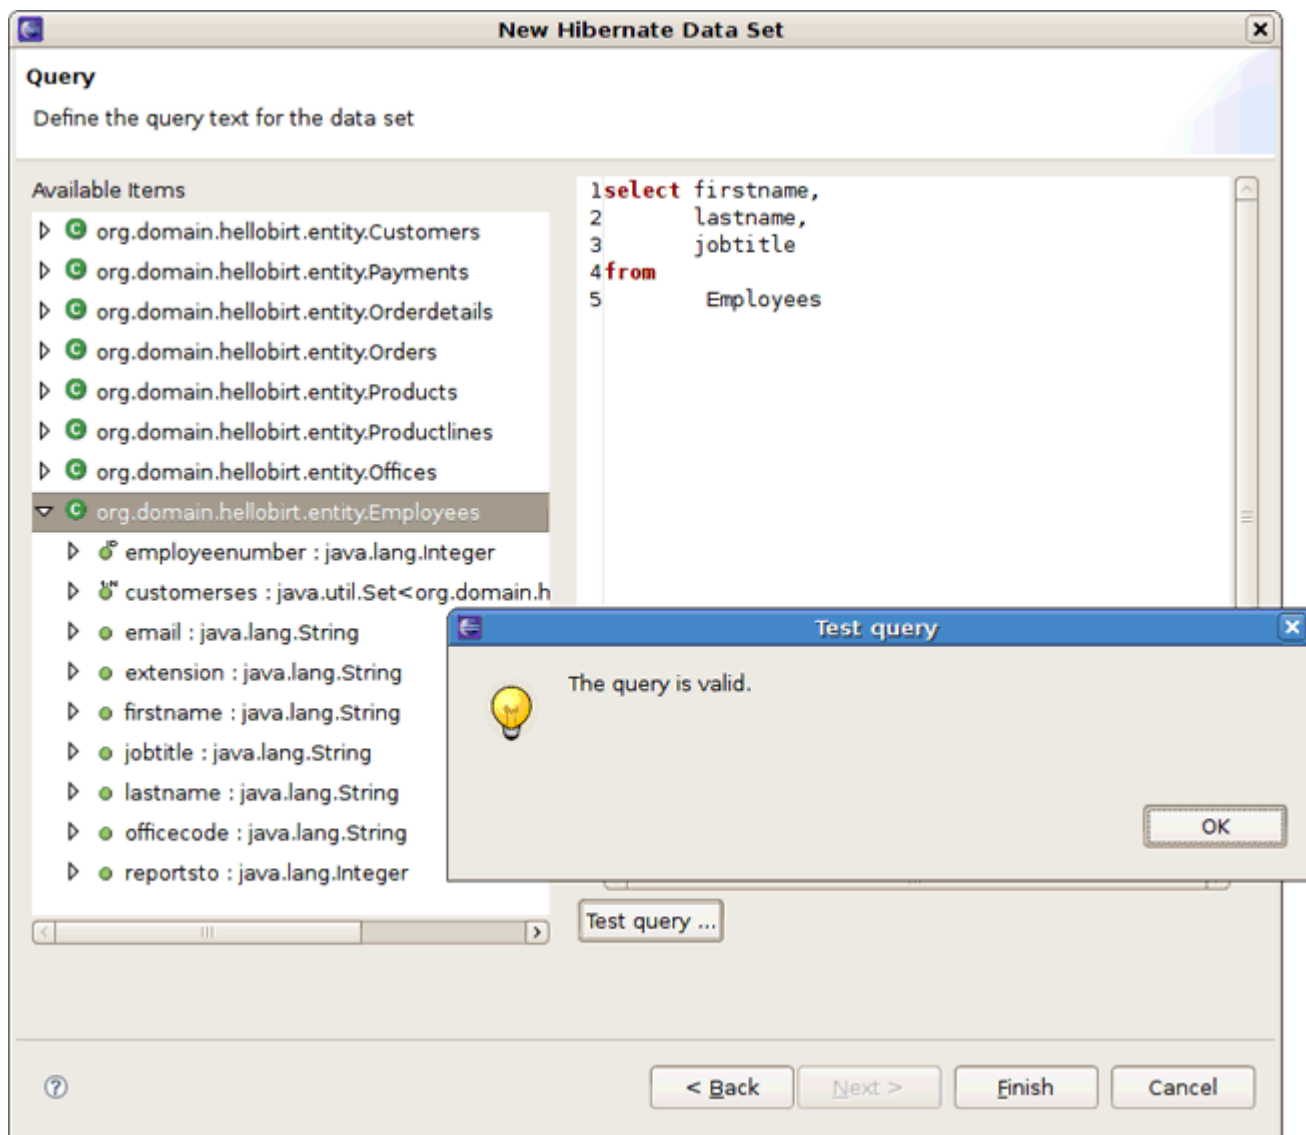 New Hibernate Data Set
Query
Define the query text for the data set
Available Items
org.domain.hellobirt.entity.Customers
org.domain.hellobirt.entity.Payments
org.domain.hellobirt.entity.Orderdetails
org.domain.hellobirt.entity.Orders
org.domain.hellobirt.entity.Products
org.domain.hellobirt.entity.Productlines
org.domain.hellobirt.entity.Offices
org.domain.hellobirt.entity.Employees
employeenumber : java.lang.Integer
customerses : java.util.Set<org.domain.h
email : java.lang.String
extension : java.lang.String
firstname : java.lang.String
jobtitle : java.lang.String
lastname : java.lang.String
officecode : java.lang.String
reportsto : java.lang.Integer
1select firstname,
2 lastname,
3 jobtitle
4from
5 Employees
Test query
The query is valid.
OK
Test query ...
< Back
Next >
Finish
Cancel